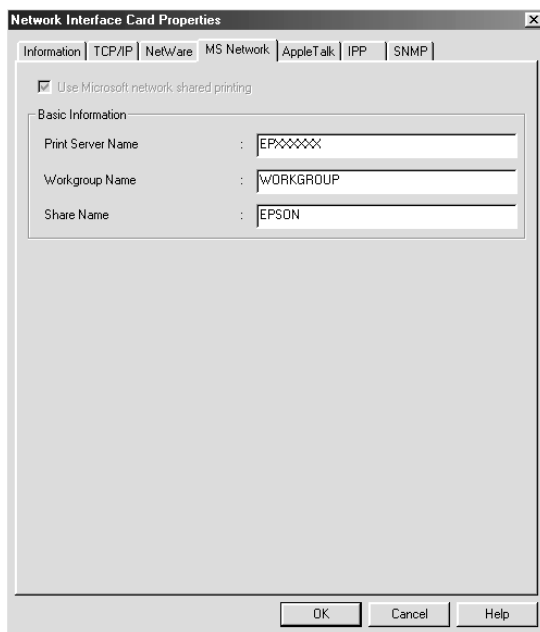 Network Interface Card Properties
Information TCP/IP NetWare MS Network AppleTalk IPP SNMP
Use Microsoft network shared printing
Basic Information
Print Server Name : EPXXXXXX
Workgroup Name : WORKGROUP
Share Name : EPSON
OK Cancel Help